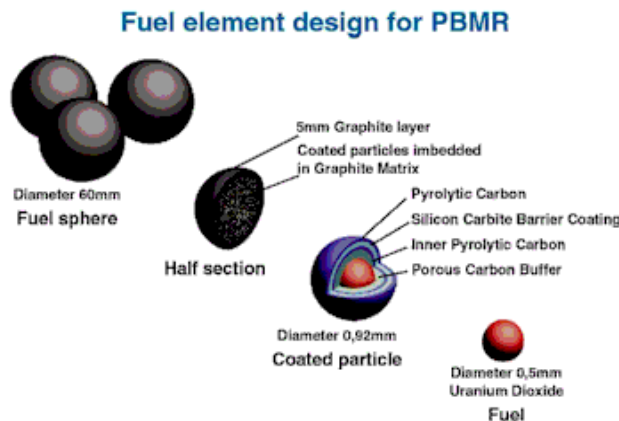 Fuel element design for PBMR
5mm Graphite layer
Coated particles imbedded
in Graphite Matrix
Diameter 60mm
Fuel sphere
Half section
Pyrolytic Carbon
Silicon Carbite Barrier Coating
Inner Pyrolytic Carbon
Porous Carbon Buffer
Diameter 0,92mm
Coated particle
Diameter 0,5mm
Uranium Dioxide
Fuel